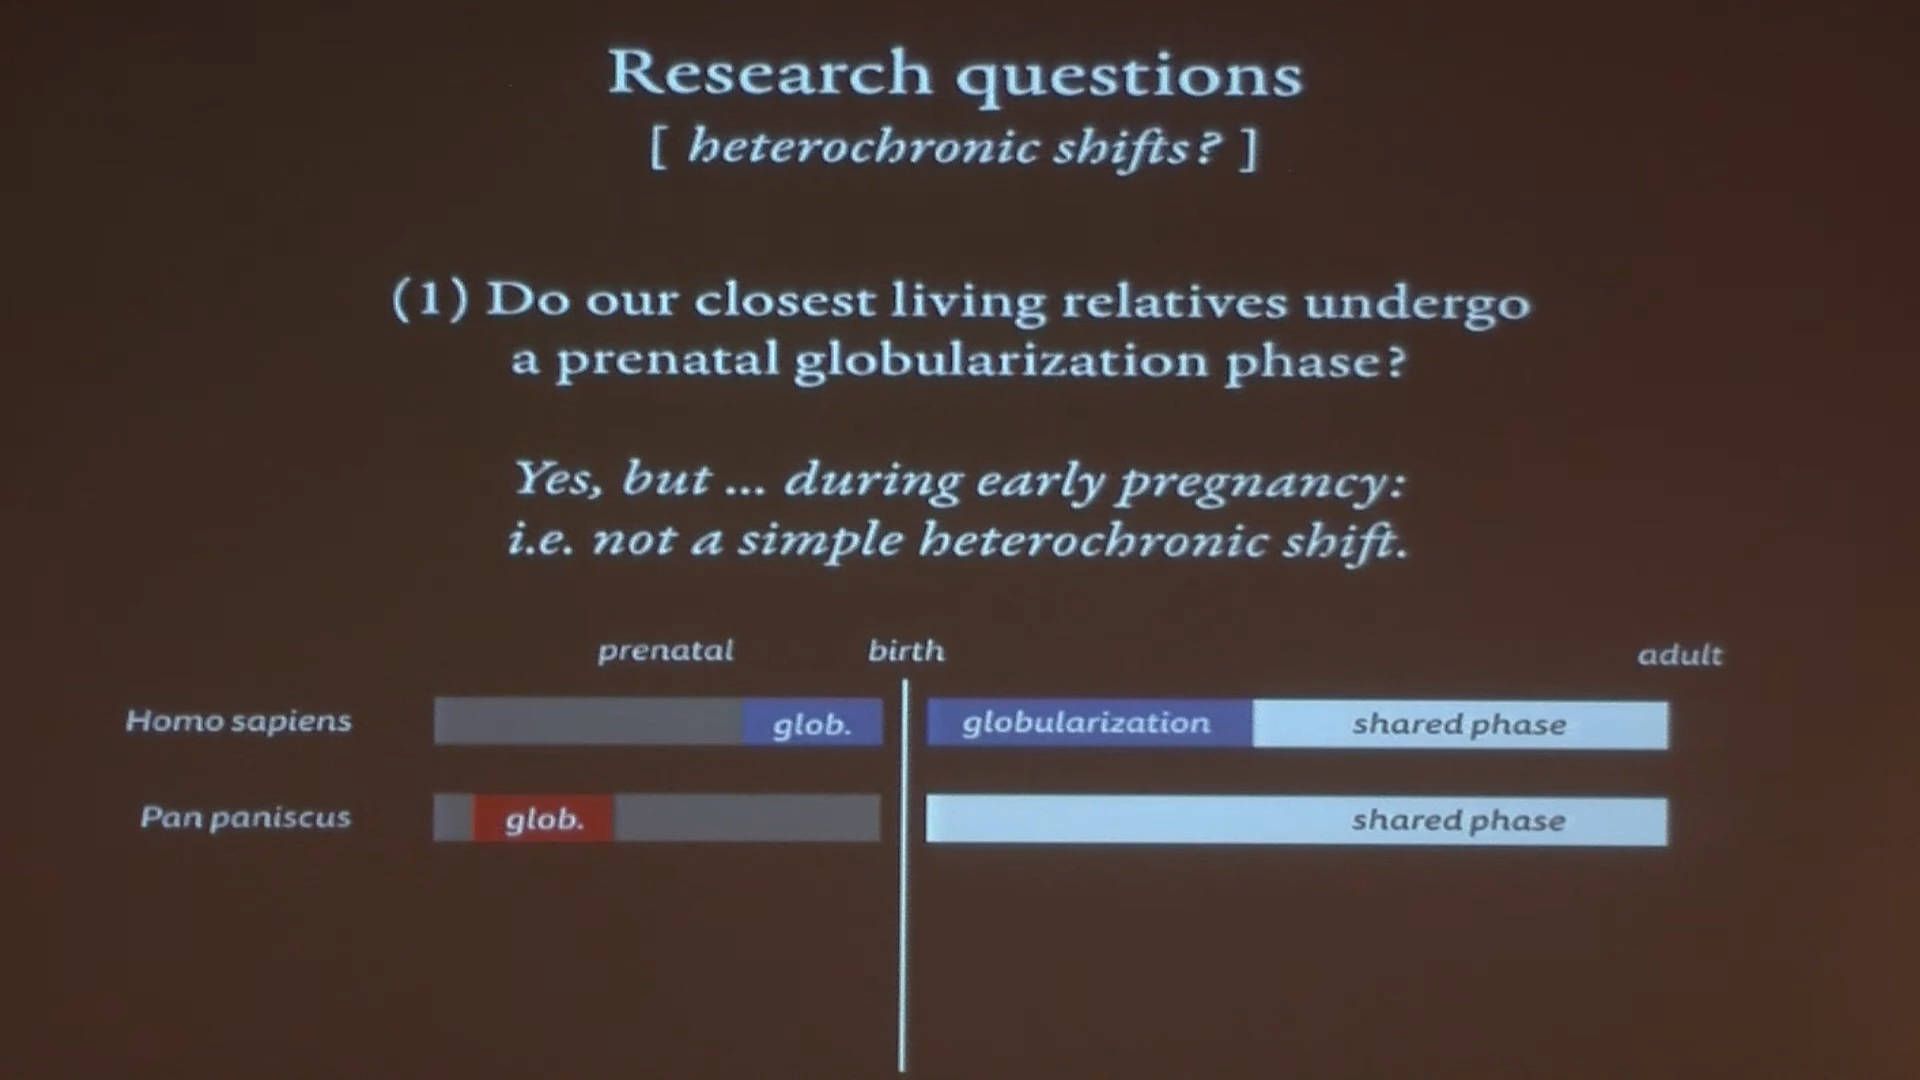 Research questions
[ heterochronic shifts? ]
(1) Do our closest living relatives undergo
a prenatal globularization phase?
Yes, but ... during early pregnancy:
i.e. not a simple heterochronic shift.
prenatal birth adult
Homo sapiens glob. globularization shared phase
Pan paniscus glob. shared phase